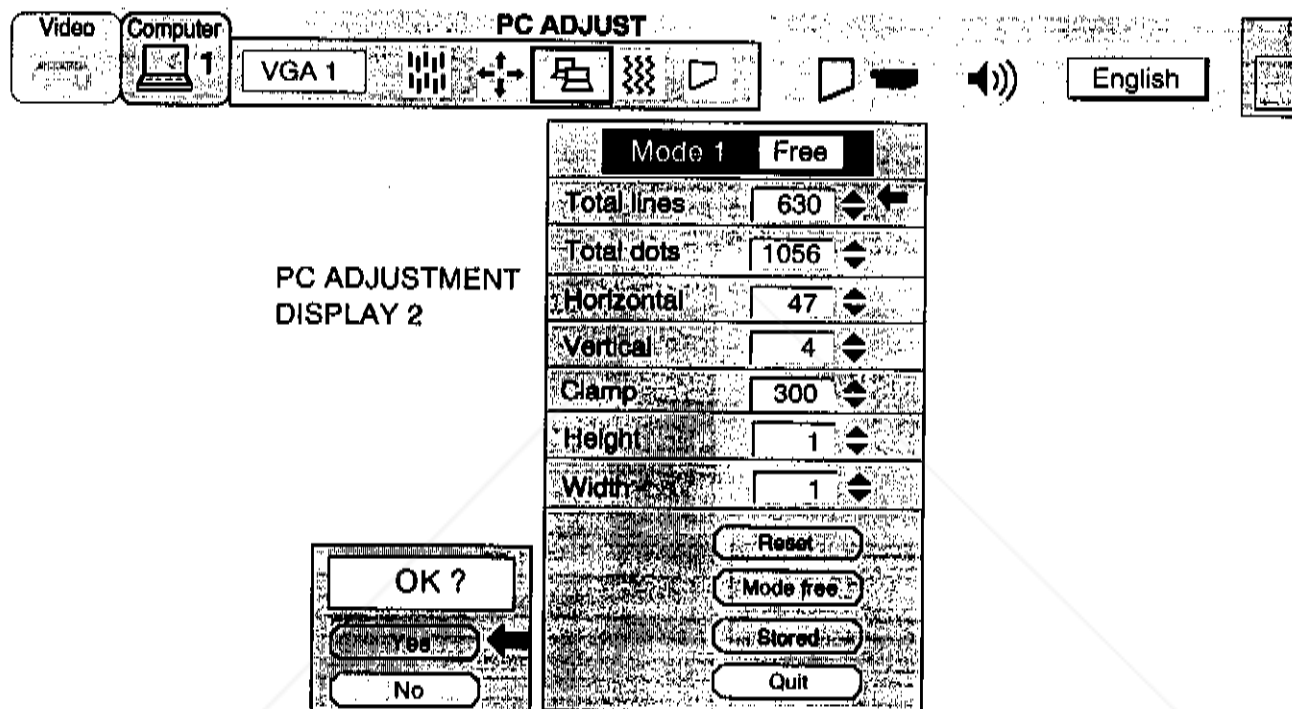 PC ADJUST
Video
Computer
1
VGA 1
English
Mode 1 Free
Total lines 630
Total dots 1056
PC ADJUSTMENT
DISPLAY 2
Horizontal 47
Vertical 4
Clamp 300
Height 1
Width 1
Reset
Mode free
Stored
Quit
OK ?
Yes
No